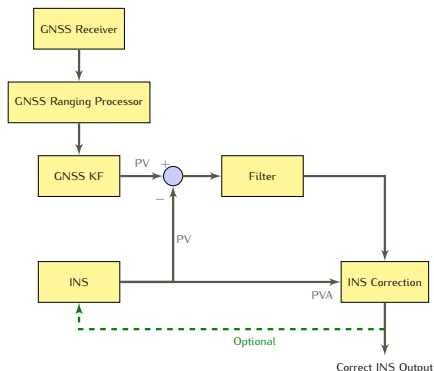 GNSS Receiver
GNSS Ranging Processor
GNSS KF
PV
+
−
Filter
PV
INS
PVA
INS Correction
Optional
Correct INS Output